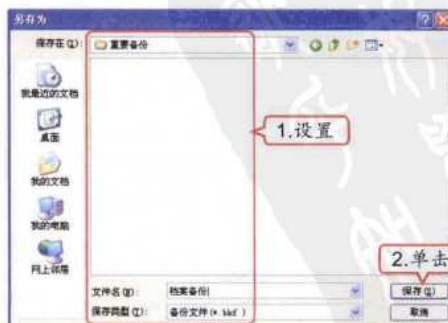 另存为
保存在(I):
重要备份
我最近的文档
桌面
我的文档
我的电脑
网上邻居
1.设置
2.单击
文件名(N):
档案备份
保存(S)
保存类型(T):
备份文件(*.bkf)
取消